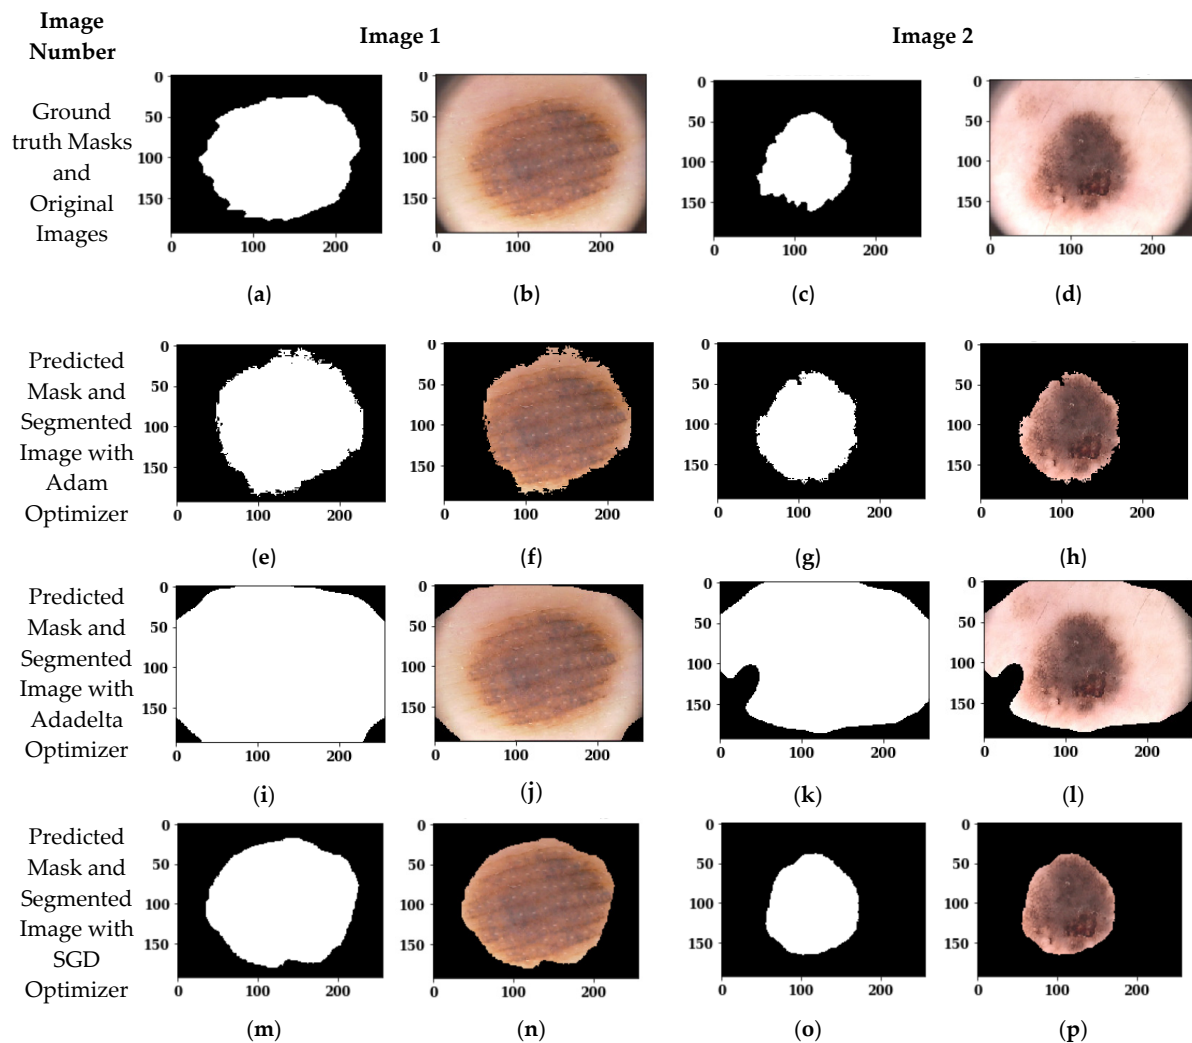 Image
Number
Image 1
Image 2
Ground
truth Masks
and
Original
Images
0
50
100
150
0 100 200
0
50
100
150
0 100 200
0
50
100
150
0 100 200
0
50
100
150
0 100 200
(a)
(b)
(c)
(d)
Predicted
Mask and
Segmented
Image with
Adam
Optimizer
0
50
100
150
0 100 200
0
50
100
150
0 100 200
0
50
100
150
0 100 200
0
50
100
150
0 100 200
(e)
(f)
(g)
(h)
Predicted
Mask and
Segmented
Image with
Adadelta
Optimizer
0
50
100
150
0 100 200
0
50
100
150
0 100 200
0
50
100
150
0 100 200
0
50
100
150
0 100 200
(i)
(j)
(k)
(l)
Predicted
Mask and
Segmented
Image with
SGD
Optimizer
0
50
100
150
0 100 200
0
50
100
150
0 100 200
0
50
100
150
0 100 200
0
50
100
150
0 100 200
(m)
(n)
(o)
(p)